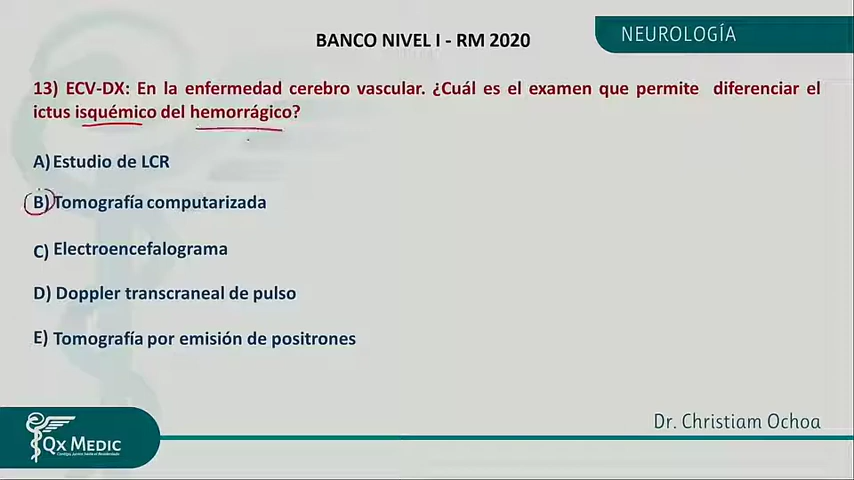 BANCO NIVEL I - RM 2020
NEUROLOGÍA
13) ECV-DX: En la enfermedad cerebro vascular. ¿Cuál es el examen que permite diferenciar el
ictus isquémico del hemorrágico?
A) Estudio de LCR
B) Tomografía computarizada
C) Electroencefalograma
D) Doppler transcraneal de pulso
E) Tomografía por emisión de positrones
Dr. Christiam Ochoa
QX MEDIC